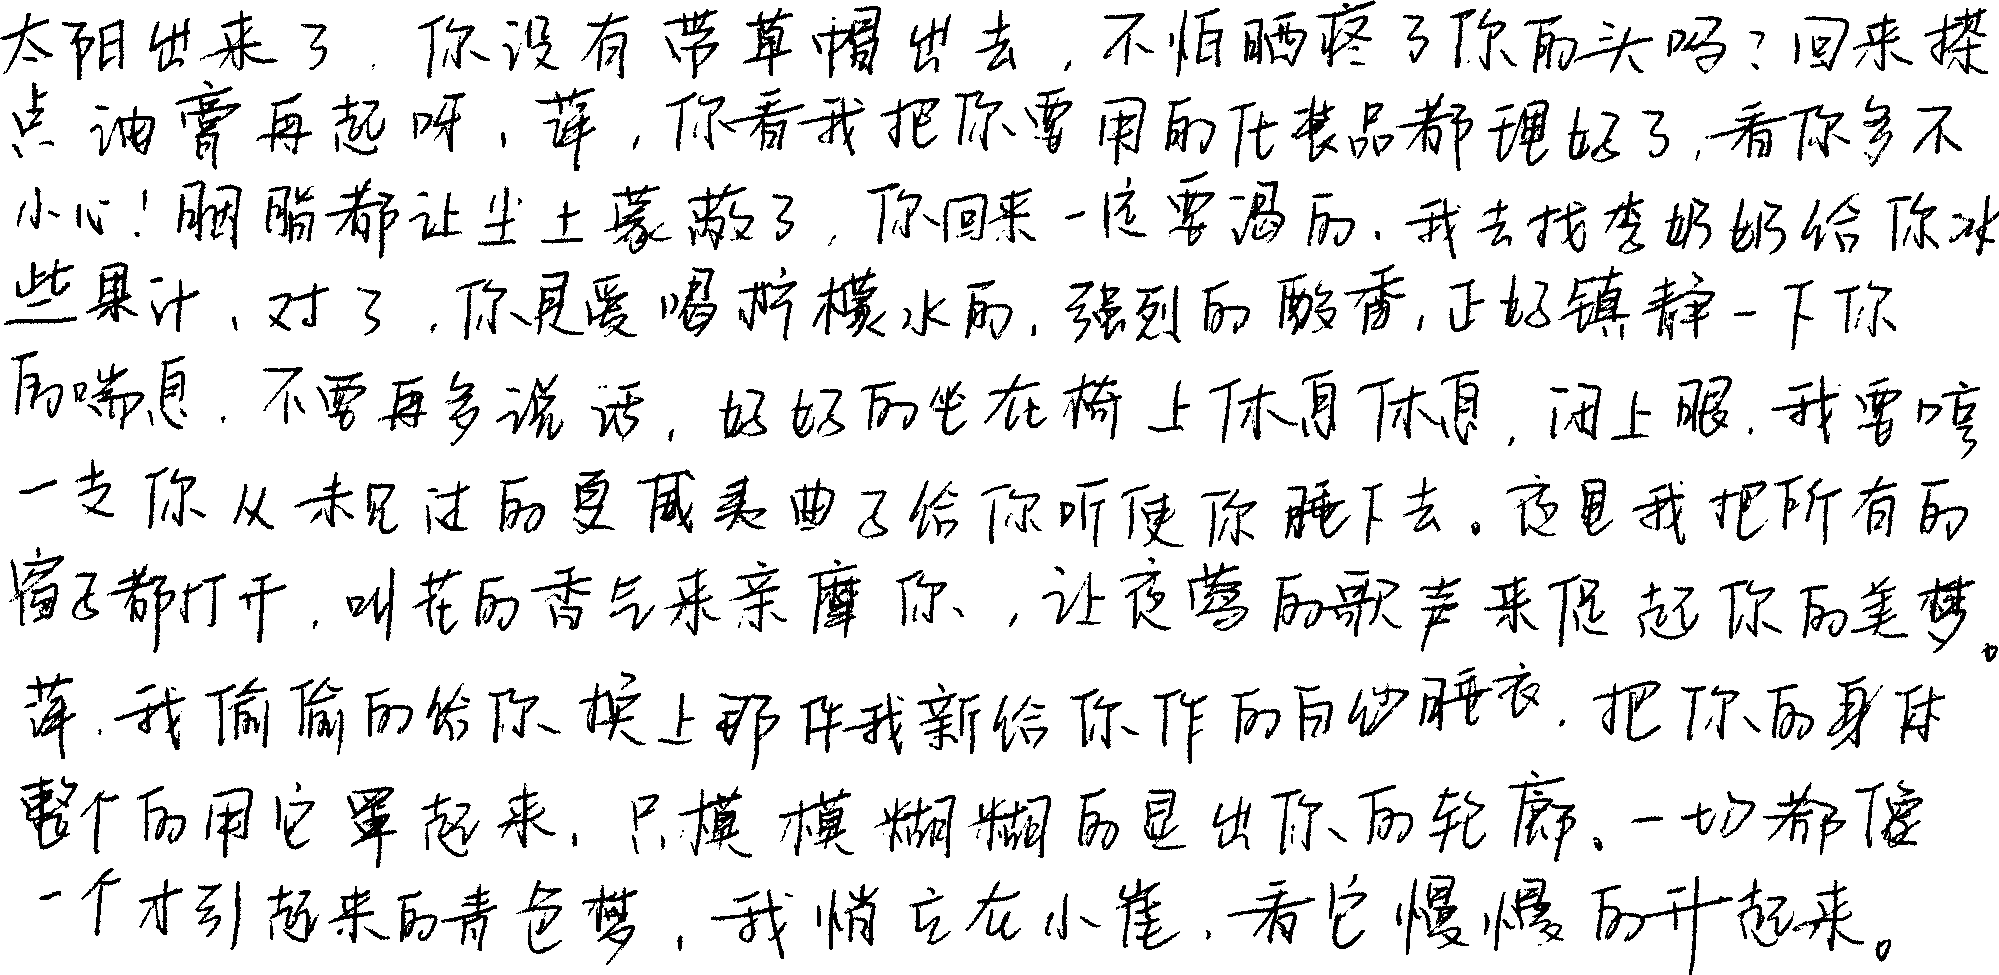 太阳出来了,你没有带草帽出去,不怕晒疼了你的头吗?回来搽
点油膏再起呀,萍,你看我把你要用的化装品都理好了,看你多不
小心!胭脂都让尘土蒙蔽了,你回来一定要渴的,我去找李奶奶给你冰
些果汁,对了,你是爱喝柠檬水的,强烈的酸香,正好镇静一下你
的喘息,不要再多说话,好好的坐在椅上休息休息,闭上眼,我要哼
一支你从未见过的夏威夷曲子给你听使你睡下去。夜里我把所有的
窗子都打开,叫花的香气来亲摩你,让夜莺的歌声来促起你的美梦。
萍,我偷偷的给你换上那件我新给你作的白纱睡衣,把你的身体
整个的用它罩起来,只模模糊糊的显出你的轮廓。一切都像
一个才引起来的青色梦,我悄立在小崖,看它慢慢的升起来。